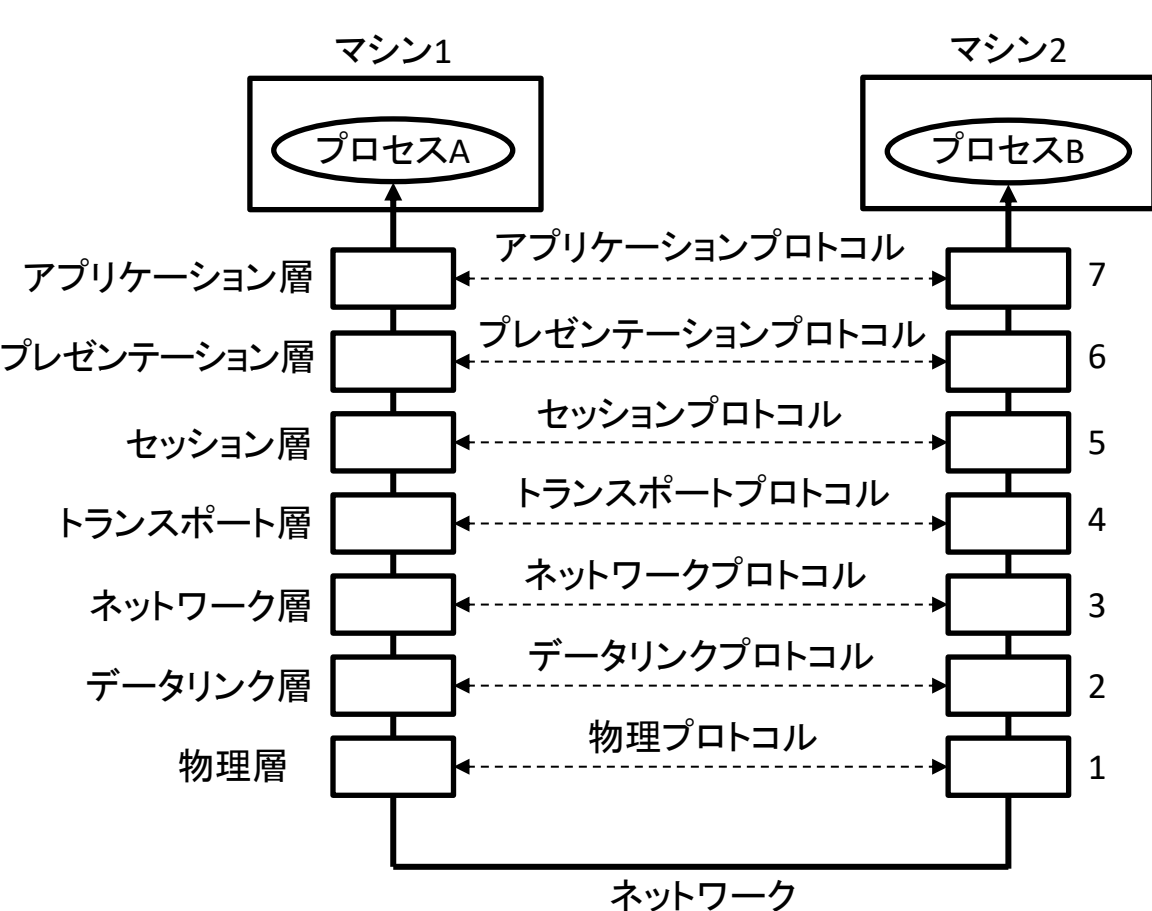 マシン1
マシン2
プロセスA
プロセスB
アプリケーションプロトコル
アプリケーション層
7
プレゼンテーションプロトコル
プレゼンテーション層
6
セッションプロトコル
セッション層
5
トランスポートプロトコル
トランスポート層
4
ネットワークプロトコル
ネットワーク層
3
データリンクプロトコル
データリンク層
2
物理プロトコル
物理層
1
ネットワーク